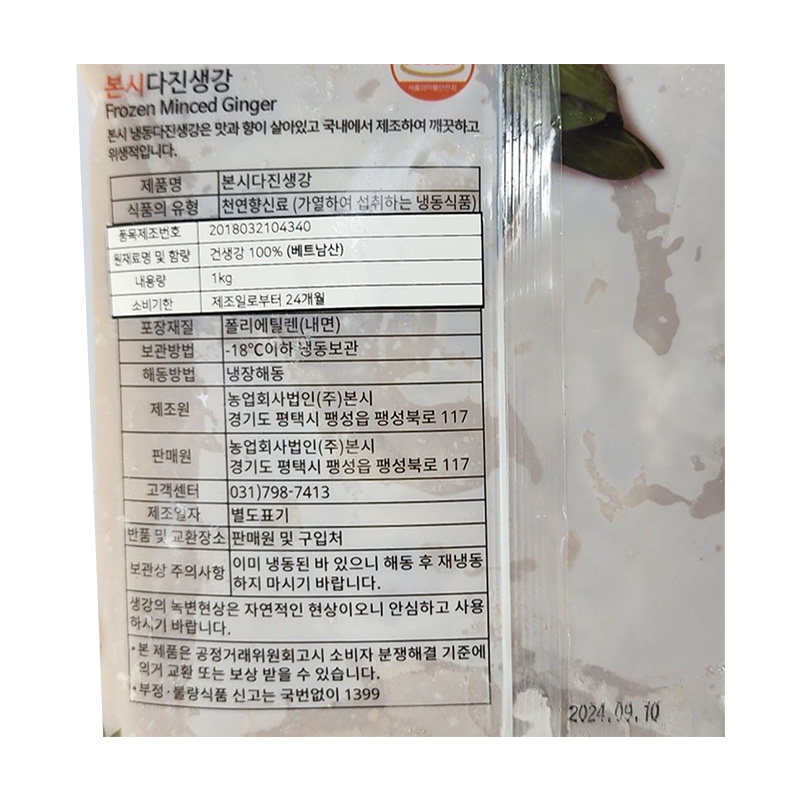 본시다진생강
식품의약품안전처
Frozen Minced Ginger
본시 냉동다진생강은 맛과 향이 살아있고 국내에서 제조하여 깨끗하고
위생적입니다.
제품명 본시다진생강
식품의 유형 천연향신료 (가열하여 섭취하는 냉동식품)
품목제조번호 2018032104340
원재료명 및 함량 건생강 100% (베트남산)
내용량 1kg
소비기한 제조일로부터 24개월
포장재질 폴리에틸렌(내면)
보관방법 -18℃이하 냉동보관
해동방법 냉장해동
제조원 농업회사법인(주)본시
경기도 평택시 팽성읍 팽성북로 117
판매원 농업회사법인(주)본시
경기도 평택시 팽성읍 팽성북로 117
고객센터 031)798-7413
제조일자 별도표기
반품 및 교환장소 판매원 및 구입처
보관상 주의사항 이미 냉동된 바 있으니 해동 후 재냉동
하지 마시기 바랍니다.
생강의 녹변현상은 자연적인 현상이오니 안심하고 사용
하시기 바랍니다.
•본 제품은 공정거래위원회고시 소비자 분쟁해결 기준에
의거 교환 또는 보상 받을 수 있습니다.
•부정·불량식품 신고는 국번없이 1399
2024.09.10